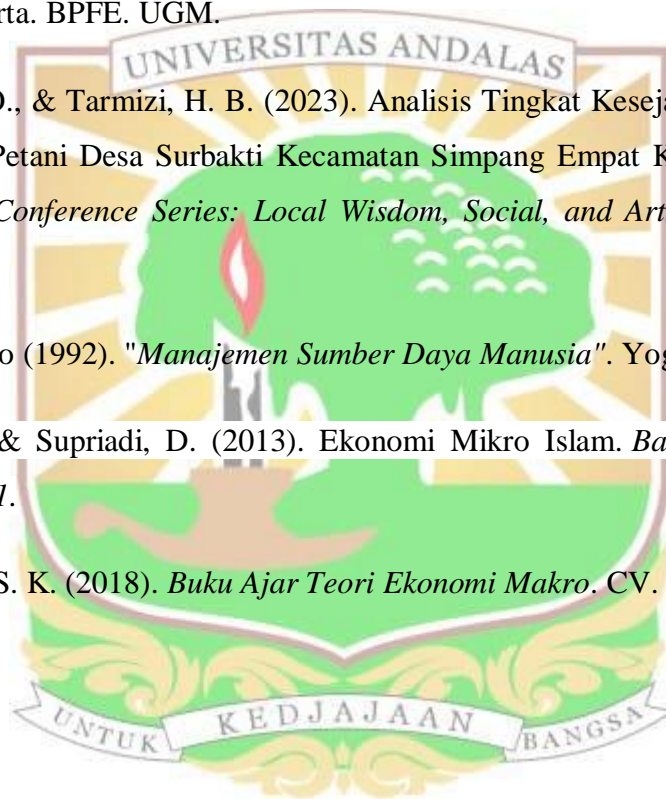 rta. BPFE. UGM.
UNIVERSITAS ANDALAS
O., & Tarmizi, H. B. (2023). Analisis Tingkat Keseja
Petani Desa Surbakti Kecamatan Simpang Empat K
Conference Series: Local Wisdom, Social, and Art
o (1992). "Manajemen Sumber Daya Manusia". Yog
& Supriadi, D. (2013). Ekonomi Mikro Islam. Ba
1.
S. K. (2018). Buku Ajar Teori Ekonomi Makro. CV.
UNTUK KEDJAJAAN BANGSA